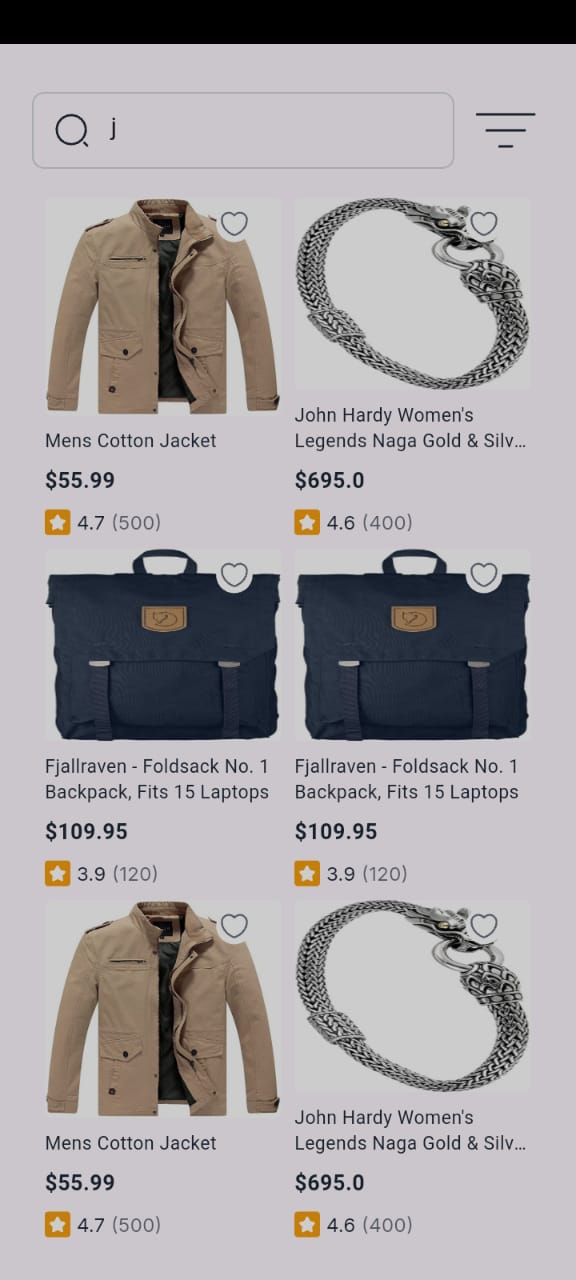 j
Mens Cotton Jacket
$55.99
4.7 (500)
John Hardy Women's
Legends Naga Gold & Silv…
$695.0
4.6 (400)
Fjallraven - Foldsack No. 1
Backpack, Fits 15 Laptops
$109.95
3.9 (120)
Fjallraven - Foldsack No. 1
Backpack, Fits 15 Laptops
$109.95
3.9 (120)
Mens Cotton Jacket
$55.99
4.7 (500)
John Hardy Women's
Legends Naga Gold & Silv…
$695.0
4.6 (400)